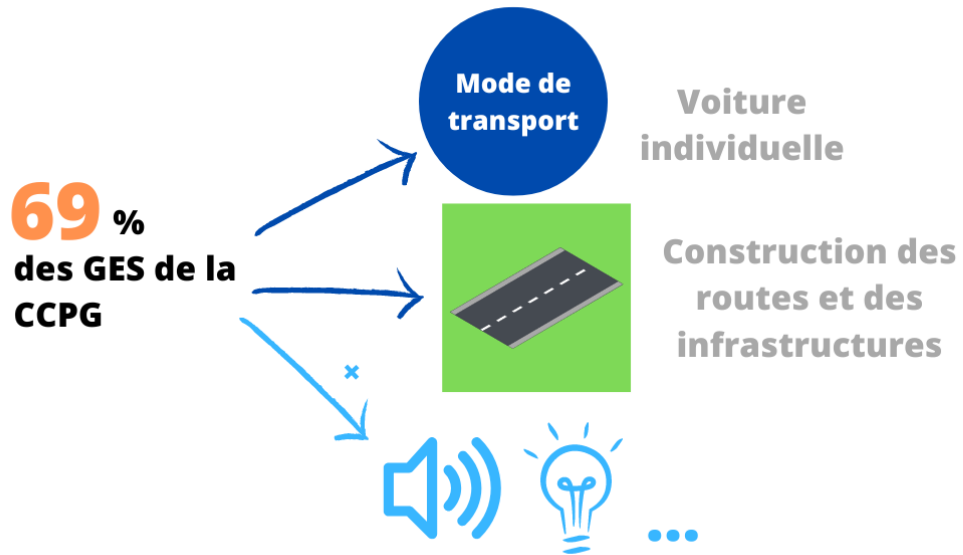 Mode de
transport
Voiture
individuelle
69 %
des GES de la
CCPG
Construction des
routes et des
infrastructures
...